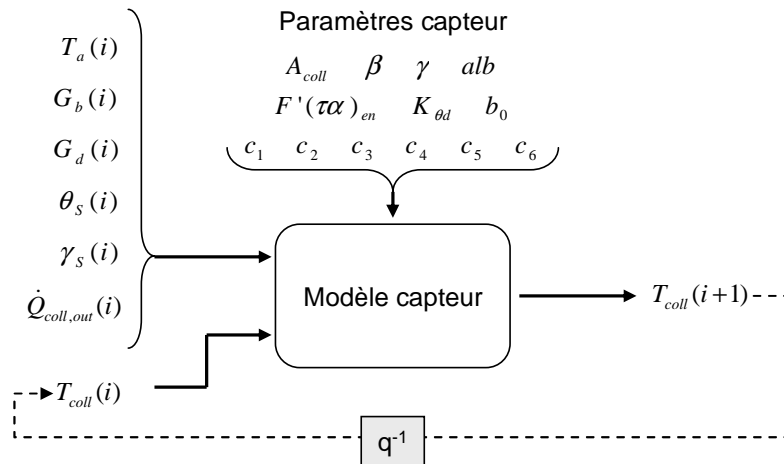 Paramètres capteur
A_coll β γ alb
F'(τα)_en K_θd b_0
c_1 c_2 c_3 c_4 c_5 c_6
T_a(i)
G_b(i)
G_d(i)
θ_S(i)
γ_S(i)
Q̇_coll,out(i)
T_coll(i)
Modèle capteur
T_coll(i+1)
q⁻¹